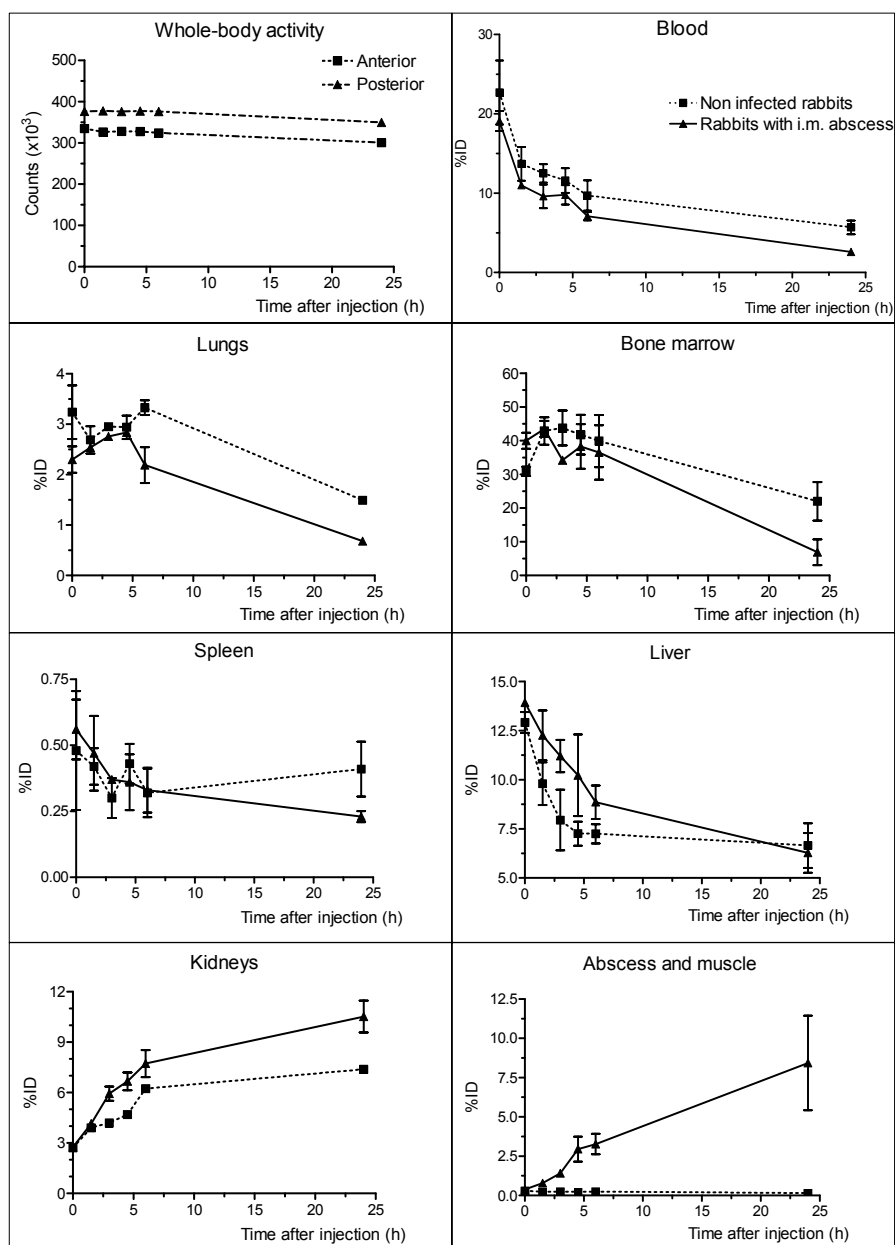 Whole-body activity
500
400
300
200
100
0
Counts (x10³)
Anterior
Posterior
0 5 10 15 20 25
Time after injection (h)
Blood
30
20
10
0
%ID
Non infected rabbits
Rabbits with i.m. abscess
0 5 10 15 20 25
Time after injection (h)
Lungs
4
3
2
1
0
%ID
0 5 10 15 20 25
Time after injection (h)
Bone marrow
60
50
40
30
20
10
0
%ID
0 5 10 15 20 25
Time after injection (h)
Spleen
0.75
0.50
0.25
0.00
%ID
0 5 10 15 20 25
Time after injection (h)
Liver
15.0
12.5
10.0
7.5
5.0
%ID
0 5 10 15 20 25
Time after injection (h)
Kidneys
12
9
6
3
0
%ID
0 5 10 15 20 25
Time after injection (h)
Abscess and muscle
12.5
10.0
7.5
5.0
2.5
0.0
%ID
0 5 10 15 20 25
Time after injection (h)